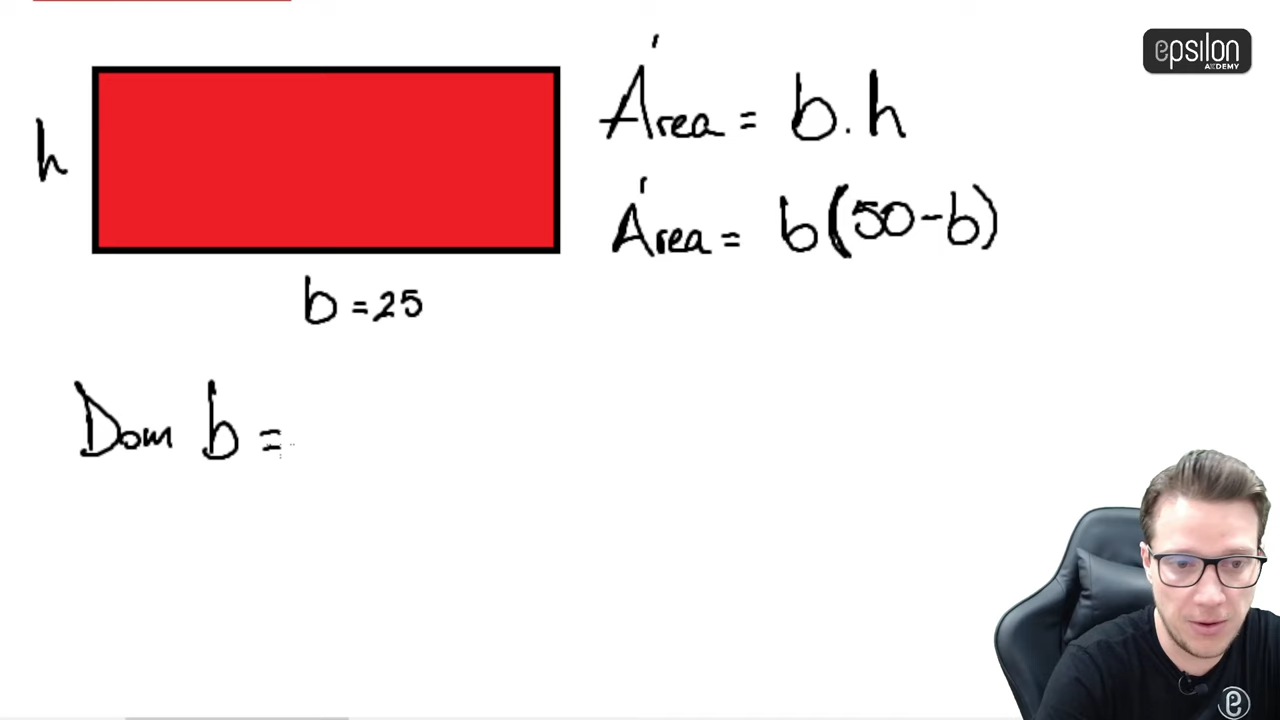 epsilon
ACADEMY
h
Área = b.h
Área = b(50-b)
b = 25
Dom b =